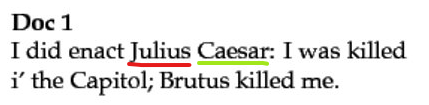 Doc 1
I did enact Julius Caesar: I was killed
i’ the Capitol; Brutus killed me.